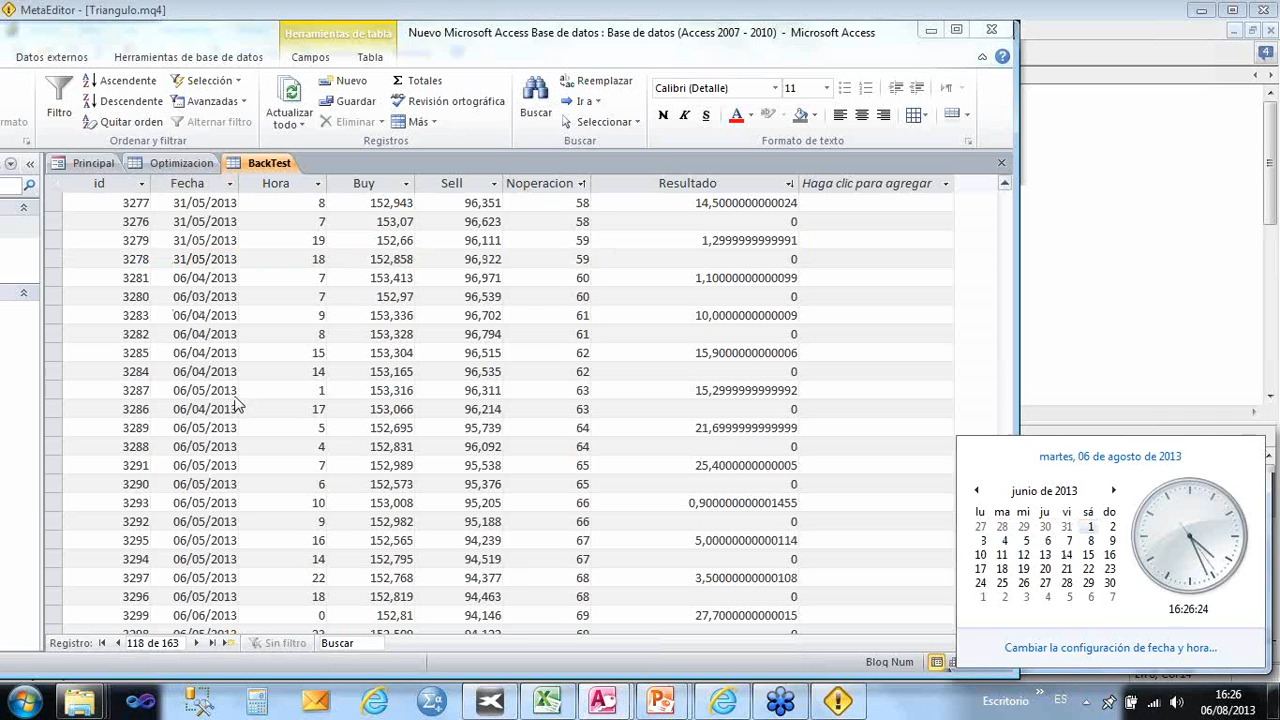 MetaEditor - [Triangulo.mq4]
Herramientas de tabla
Nuevo Microsoft Access Base de datos : Base de datos (Access 2007 - 2010) - Microsoft Access
Datos externos Herramientas de base de datos Campos Tabla
Filtro Ascendente Selección Actualizar todo Nuevo Totales Buscar Reemplazar Calibri (Detalle) 11
Descendente Avanzadas Guardar Revisión ortográfica Ir a N K S A
Quitar orden Alternar filtro Eliminar Más Seleccionar
Ordenar y filtrar Registros Buscar Formato de texto
Principal Optimizacion BackTest
id Fecha Hora Buy Sell Noperacion Resultado Haga clic para agregar
3277 31/05/2013 8 152,943 96,351 58 14,5000000000024
3276 31/05/2013 7 153,07 96,623 58 0
3279 31/05/2013 19 152,66 96,111 59 1,2999999999991
3278 31/05/2013 18 152,858 96,922 59 0
3281 06/04/2013 7 153,413 96,971 60 1,10000000000099
3280 06/03/2013 7 152,97 96,539 60 0
3283 06/04/2013 9 153,336 96,702 61 10,0000000000009
3282 06/04/2013 8 153,328 96,794 61 0
3285 06/04/2013 15 153,304 96,515 62 15,9000000000006
3284 06/04/2013 14 153,165 96,535 62 0
3287 06/05/2013 1 153,316 96,311 63 15,2999999999992
3286 06/04/2013 17 153,066 96,214 63 0
3289 06/05/2013 5 152,695 95,739 64 21,6999999999999
3288 06/05/2013 4 152,831 96,092 64 0
3291 06/05/2013 7 152,989 95,538 65 25,4000000000005
3290 06/05/2013 6 152,573 95,376 65 0
3293 06/05/2013 10 153,008 95,205 66 0,900000000001455
3292 06/05/2013 9 152,982 95,188 66 0
3295 06/05/2013 16 152,565 94,239 67 5,00000000000114
3294 06/05/2013 14 152,795 94,519 67 0
3297 06/05/2013 22 152,768 94,377 68 3,50000000000108
3296 06/05/2013 18 152,819 94,463 68 0
3299 06/06/2013 0 152,81 94,146 69 27,7000000000015
Registro: 118 de 163 Sin filtro Buscar
Bloq Num
martes, 06 de agosto de 2013
junio de 2013
lu ma mi ju vi sá do
27 28 29 30 31 1 2
3 4 5 6 7 8 9
10 11 12 13 14 15 16
17 18 19 20 21 22 23
24 25 26 27 28 29 30
1 2 3 4 5 6 7
16:26:24
Cambiar la configuración de fecha y hora...
Escritorio » ES
16:26
06/08/2013